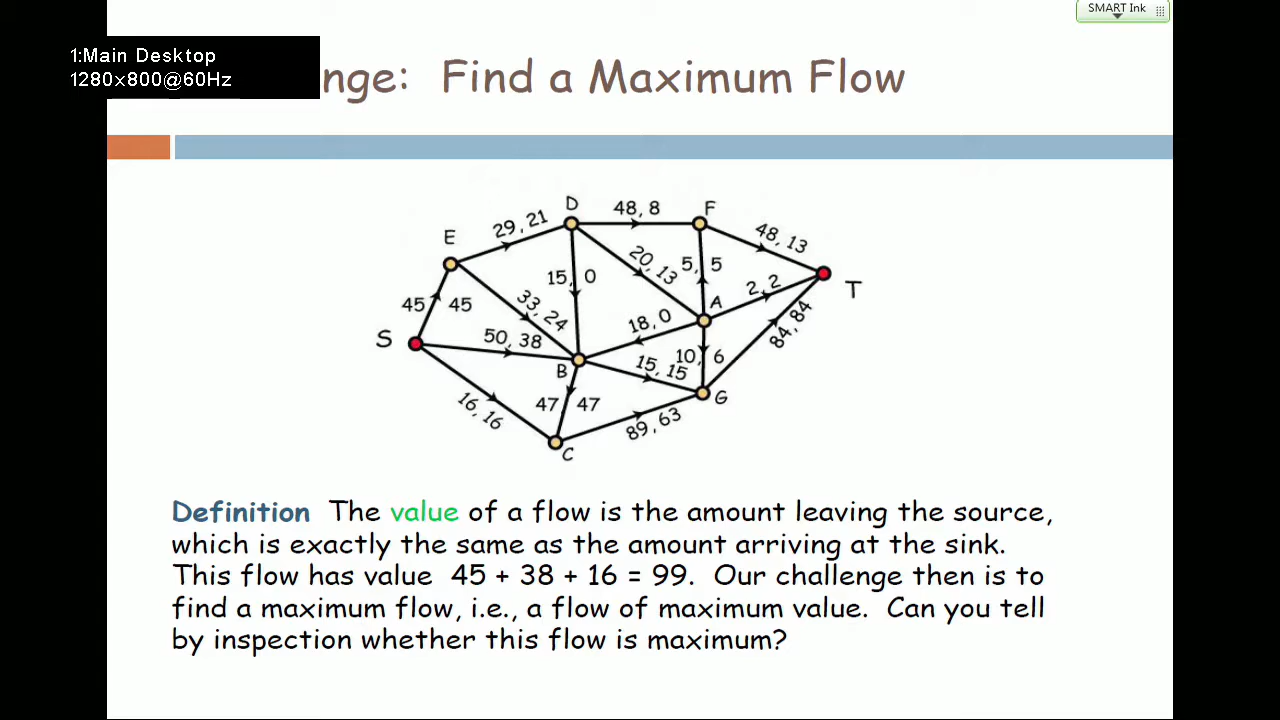 SMART Ink
1:Main Desktop
1280x800@60Hz
nge: Find a Maximum Flow
D
48, 8
F
29, 21
48, 13
E
20, 13
5, 5
15, 0
2, 2
T
A
45 45
33, 24
18, 0
84, 84
S
50, 38
10, 6
B
15, 15
G
16, 16
47 47
89, 63
C
Definition The value of a flow is the amount leaving the source,
which is exactly the same as the amount arriving at the sink.
This flow has value 45 + 38 + 16 = 99. Our challenge then is to
find a maximum flow, i.e., a flow of maximum value. Can you tell
by inspection whether this flow is maximum?